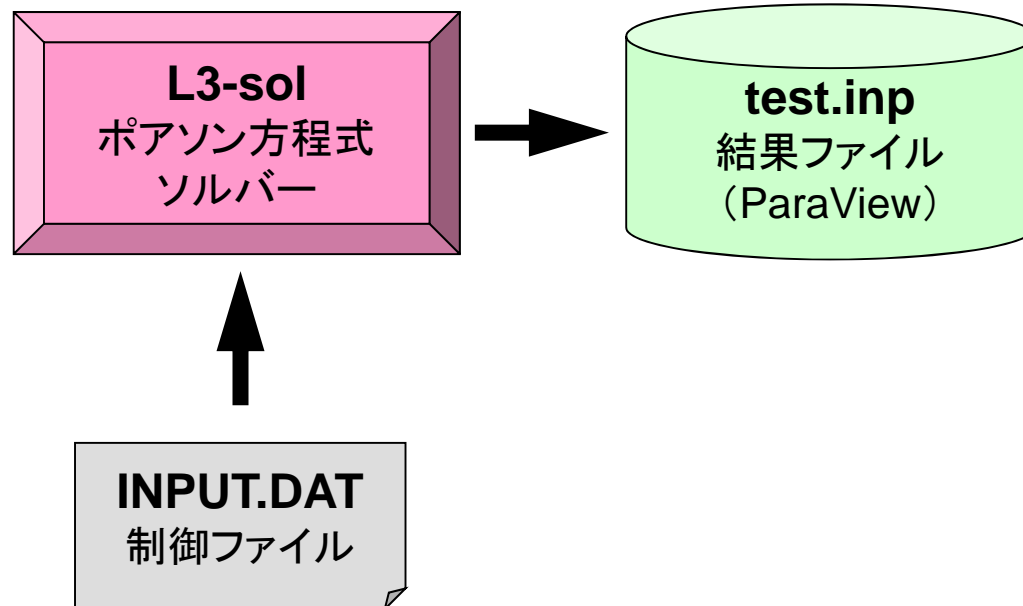 L3-sol
ポアソン方程式
ソルバー
test.inp
結果ファイル
（ParaView）
INPUT.DAT
制御ファイル